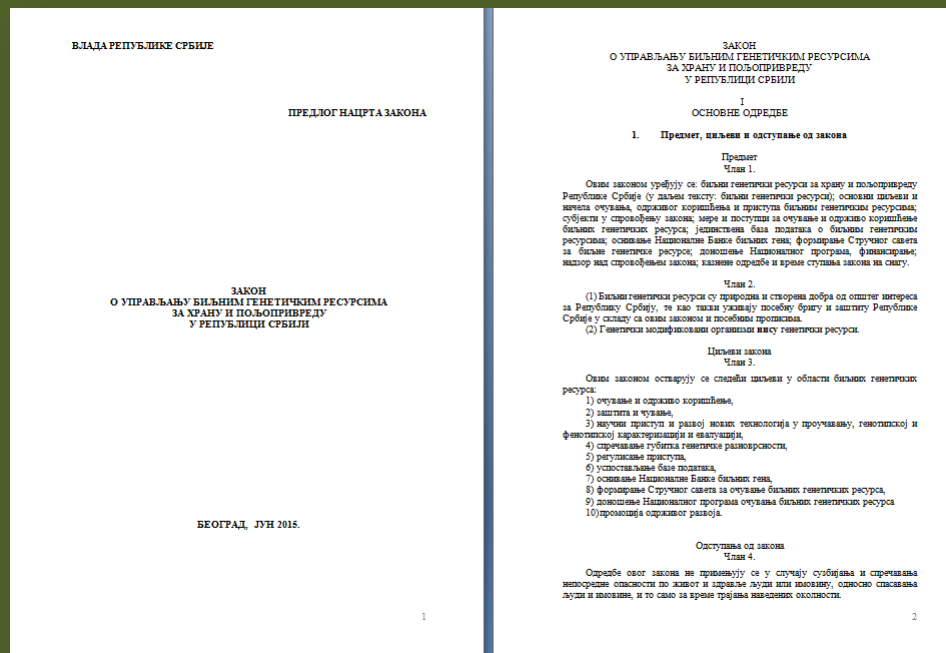 ВЛАДА РЕПУБЛИКЕ СРБИЈЕ
ПРЕДЛОГ НАЦРТА ЗАКОНА
ЗАКОН
О УПРАВЉАЊУ БИЉНИМ ГЕНЕТИЧКИМ РЕСУРСИМА
ЗА ХРАНУ И ПОЉОПРИВРЕДУ
У РЕПУБЛИЦИ СРБИЈИ
БЕОГРАД, ЈУН 2015.
1
ЗАКОН
О УПРАВЉАЊУ БИЉНИМ ГЕНЕТИЧКИМ РЕСУРСИМА
ЗА ХРАНУ И ПОЉОПРИВРЕДУ
У РЕПУБЛИЦИ СРБИЈИ
I
ОСНОВНЕ ОДРЕДБЕ
1. Предмет, циљеви и одступање од закона
Предмет
Члан 1.
Овим законом уређују се: биљни генетички ресурси за храну и пољопривреду
Републике Србије (у даљем тексту: биљни генетички ресурси); основни циљеви и
начела очувања, одрживог коришћења и приступа биљним генетичким ресурсима;
субјекти у спровођењу закона; мере и поступци за очување и одрживо коришћење
биљних генетичких ресурса; јединствена база података о биљним генетичким
ресурсима; оснивање Националне Банке биљних гена; формирање Стручног савета
за биљне генетичке ресурсе; доношење Националног програма, финансирање;
надзор над спровођењем закона; казнене одредбе и време ступања закона на снагу.
Члан 2.
(1) Биљни генетички ресурси су природна и створена добра од општег интереса
за Републику Србију, те као такви уживају посебну бригу и заштиту Републике
Србије у складу са овим законом и посебним прописима.
(2) Генетички модификовани организми нису генетички ресурси.
Циљеви закона
Члан 3.
Овим законом остварују се следећи циљеви у области биљних генетичких
ресурса:
1) очување и одрживо коришћење,
2) заштита и чување,
3) научни приступ и развој нових технологија у проучавању, генотипској и
фенотипској карактеризацији и евалуацији,
4) спречавање губитка генетичке разноврсности,
5) регулисање приступа,
6) успостављање базе података,
7) оснивање Националне Банке биљних гена,
8) формирање Стручног савета за очување биљних генетичких ресурса,
9) доношење Националног програма очувања биљних генетичких ресурса
10)промоција одрживог развоја.
Одступања од закона
Члан 4.
Одредбе овог закона не примењују се у случају сузбијања и спречавања
непосредне опасности по живот и здравље људи или имовину, односно спасавања
људи и имовине, и то само за време трајања наведених околности.
2